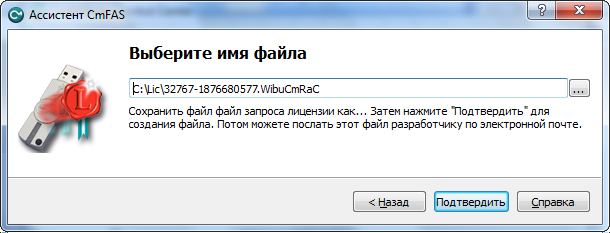 Ассистент CmFAS
Выберите имя файла
C:\Lic\32767-1876680577.WibuCmRaC
...
Сохранить файл файл запроса лицензии как... Затем нажмите "Подтвердить" для
создания файла. Потом можете послать этот файл разработчику по электронной почте.
< Назад
Подтвердить
Справка